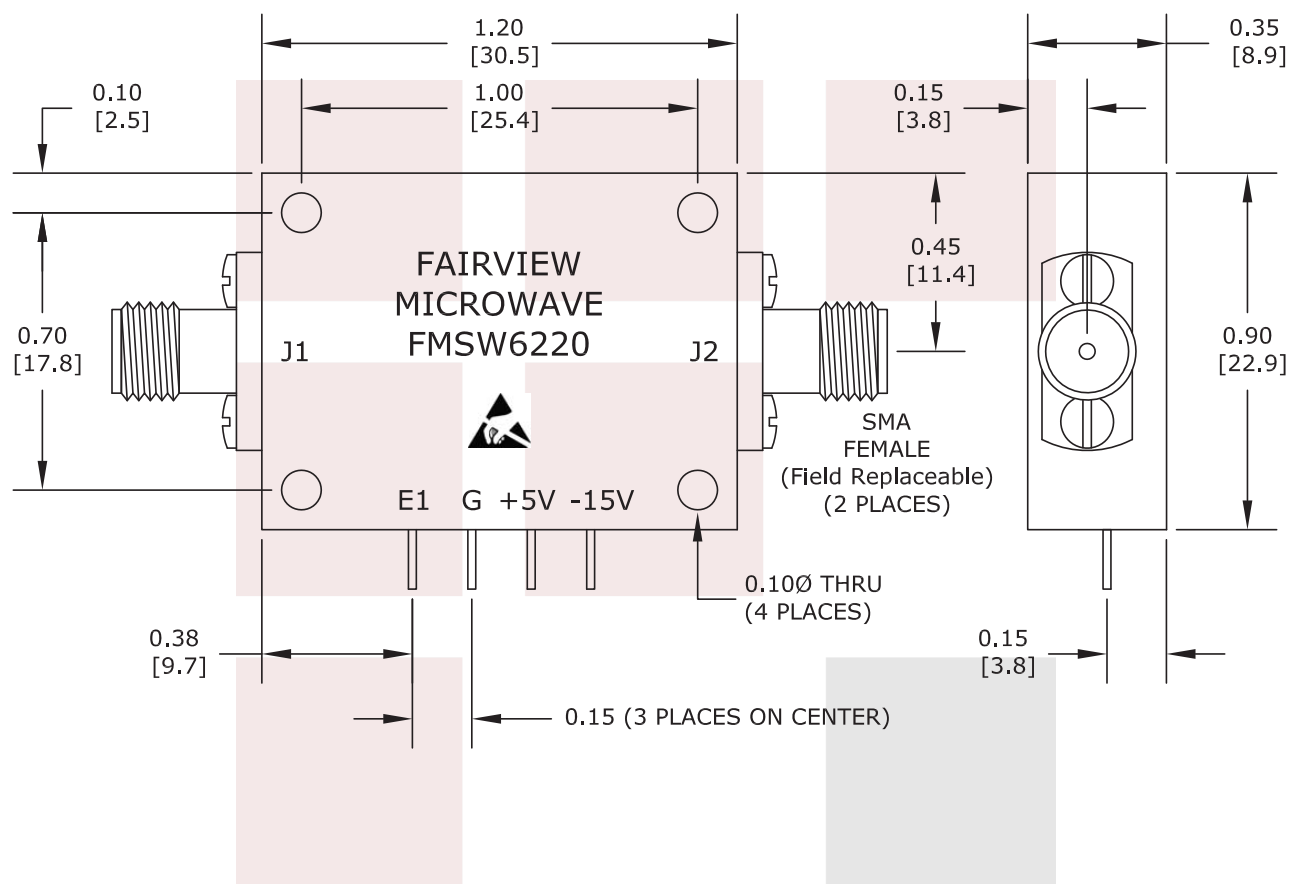 1.20
[30.5]
0.35
[8.9]
0.10
[2.5]
1.00
[25.4]
0.15
[3.8]
0.45
[11.4]
FAIRVIEW
MICROWAVE
FMSW6220
0.70
[17.8]
J1
J2
0.90
[22.9]
SMA
FEMALE
(Field Replaceable)
(2 PLACES)
E1 G +5V -15V
0.10Ø THRU
(4 PLACES)
0.38
[9.7]
0.15
[3.8]
0.15 (3 PLACES ON CENTER)